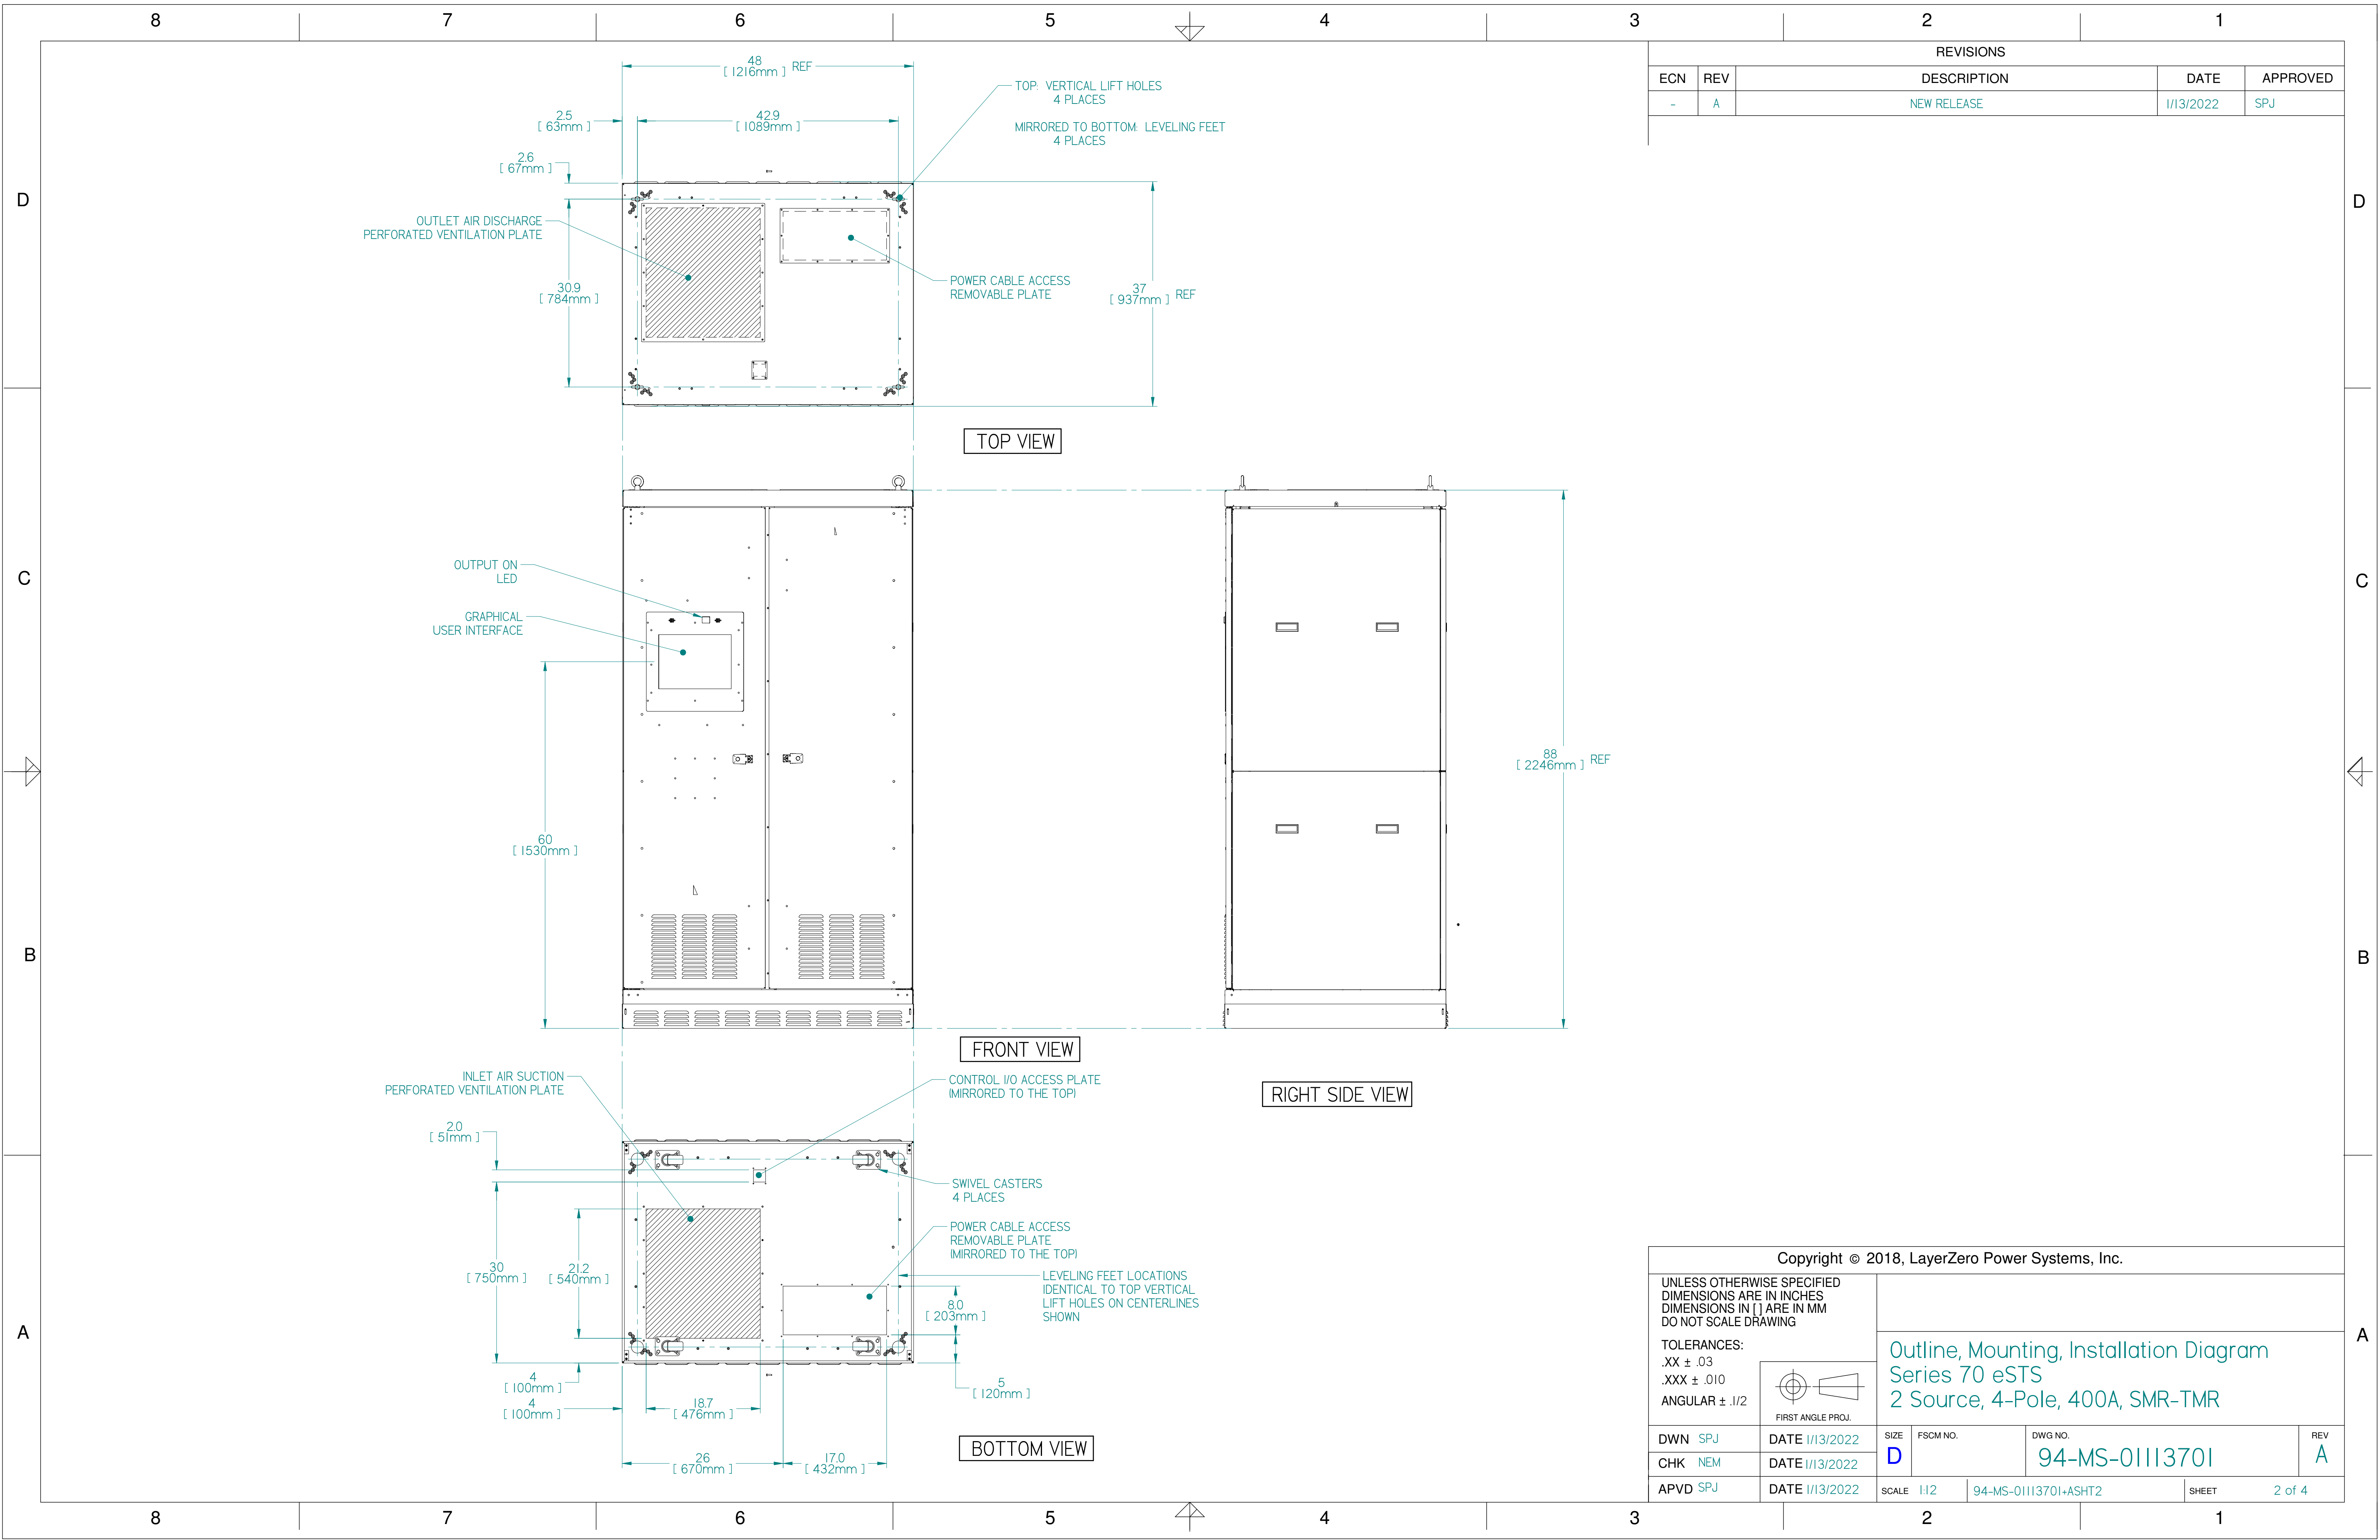 8 7 6 5 4 3 2 1
REVISIONS
ECN REV DESCRIPTION DATE APPROVED
- A NEW RELEASE 1/13/2022 SPJ
D
D
48
[ 1216mm ] REF
2.5
[ 63mm ]
42.9
[ 1089mm ]
2.6
[ 67mm ]
TOP: VERTICAL LIFT HOLES
4 PLACES
MIRRORED TO BOTTOM: LEVELING FEET
4 PLACES
OUTLET AIR DISCHARGE
PERFORATED VENTILATION PLATE
30.9
[ 784mm ]
POWER CABLE ACCESS
REMOVABLE PLATE
37
[ 937mm ] REF
TOP VIEW
C
C
OUTPUT ON
LED
GRAPHICAL
USER INTERFACE
88
[ 2246mm ] REF
60
[ 1530mm ]
B
B
FRONT VIEW
RIGHT SIDE VIEW
INLET AIR SUCTION
PERFORATED VENTILATION PLATE
CONTROL I/O ACCESS PLATE
(MIRRORED TO THE TOP)
2.0
[ 51mm ]
SWIVEL CASTERS
4 PLACES
POWER CABLE ACCESS
REMOVABLE PLATE
(MIRRORED TO THE TOP)
30
[ 750mm ]
21.2
[ 540mm ]
LEVELING FEET LOCATIONS
IDENTICAL TO TOP VERTICAL
LIFT HOLES ON CENTERLINES
SHOWN
8.0
[ 203mm ]
4
[ 100mm ]
4
[ 100mm ]
18.7
[ 476mm ]
5
[ 120mm ]
26
[ 670mm ]
17.0
[ 432mm ]
BOTTOM VIEW
A
A
Copyright © 2018, LayerZero Power Systems, Inc.
UNLESS OTHERWISE SPECIFIED
DIMENSIONS ARE IN INCHES
DIMENSIONS IN [ ] ARE IN MM
DO NOT SCALE DRAWING
TOLERANCES:
.XX ± .03
.XXX ± .010
ANGULAR ± .1/2
FIRST ANGLE PROJ.
Outline, Mounting, Installation Diagram
Series 70 eSTS
2 Source, 4-Pole, 400A, SMR-TMR
DWN SPJ DATE 1/13/2022
CHK NEM DATE 1/13/2022
APVD SPJ DATE 1/13/2022
SIZE
D
FSCM NO.
DWG NO.
94-MS-01113701
REV
A
SCALE 1:12 94-MS-01113701+ASHT2 SHEET 2 of 4
8 7 6 5 4 3 2 1